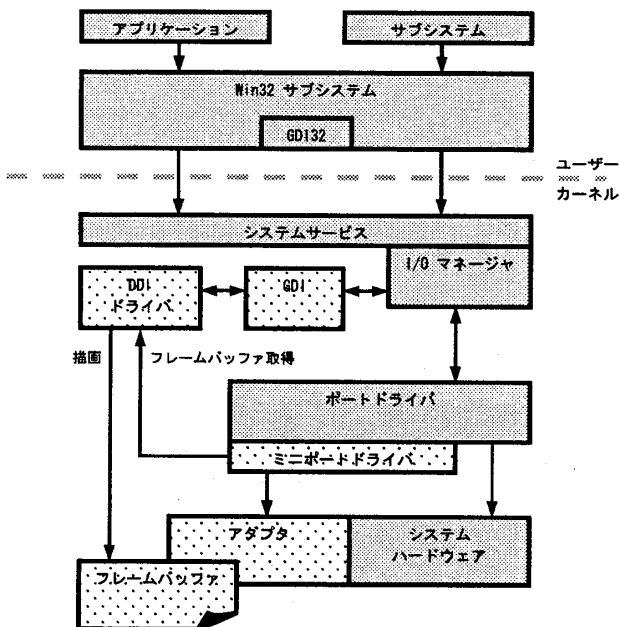 アプリケーション
サブシステム
Win32 サブシステム
GDI32
ユーザー
カーネル
システムサービス
I/O マネージャ
DDI
ドライバ
GDI
描画
フレームバッファ取得
ポートドライバ
ミニポートドライバ
アダプタ
システム
ハードウェア
フレームバッファ